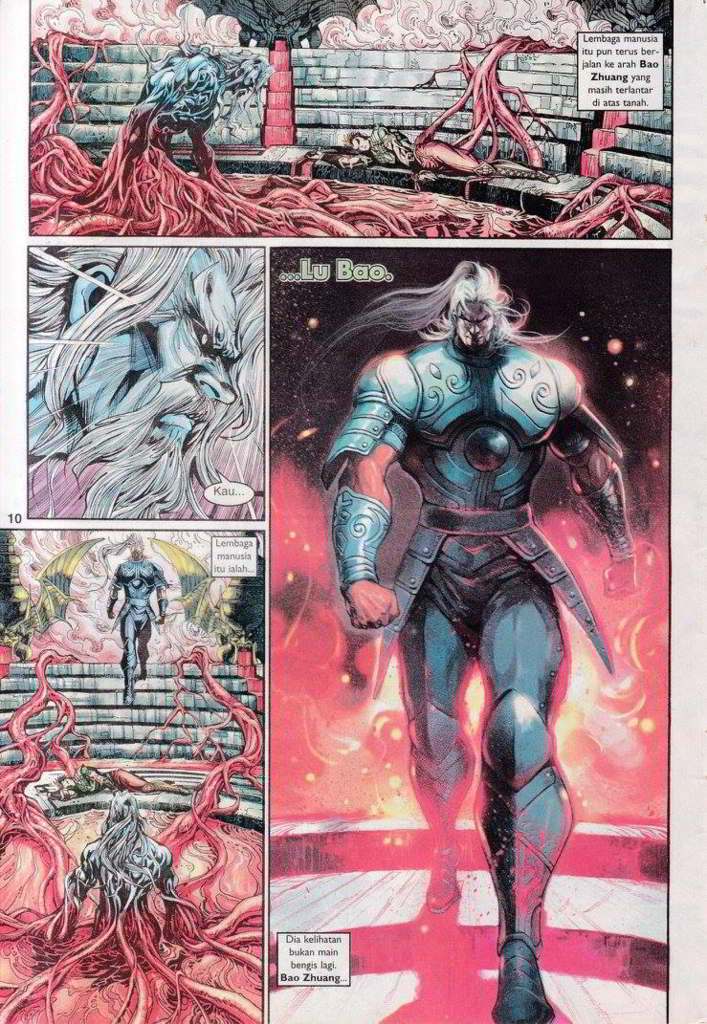 Lembaga manusia
itu pun terus ber-
jalan ke arah Bao
Zhuang yang
masih terlantar
di atas tanah.
Kau...
10
Lembaga
manusia
itu ialah...
...Lu Bao.
Dia kelihatan
bukan main
bengis lagi.
Bao Zhuang...